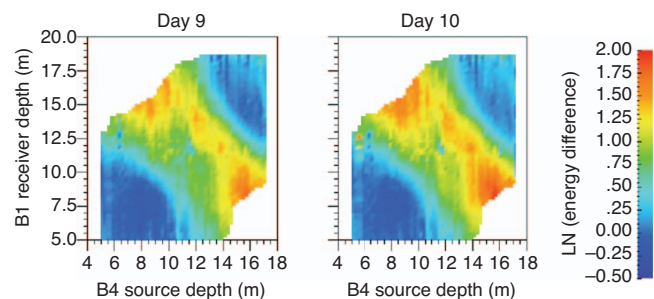 Day 9
Day 10
B1 receiver depth (m)
20.0
17.5
15.0
12.5
10.0
7.5
5.0
4 6 8 10 12 14 16 18
4 6 8 10 12 14 16 18
B4 source depth (m)
B4 source depth (m)
LN (energy difference)
2.00
1.75
1.50
1.25
1.00
.75
.50
.25
0.00
−0.25
−0.50